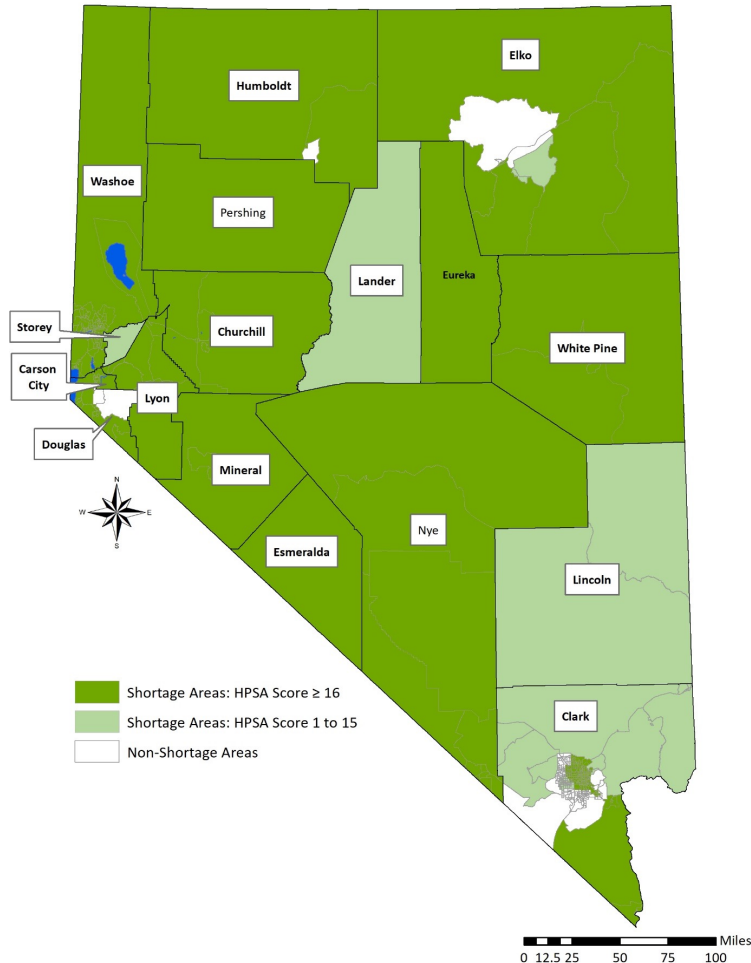 Elko
Humboldt
Washoe
Pershing
Lander
Eureka
Storey
Churchill
White Pine
Carson
City
Lyon
Douglas
Mineral
N
W E
S
Nye
Esmeralda
Lincoln
Shortage Areas: HPSA Score ≥ 16
Shortage Areas: HPSA Score 1 to 15
Non-Shortage Areas
Clark
Miles
0 12.5 25 50 75 100